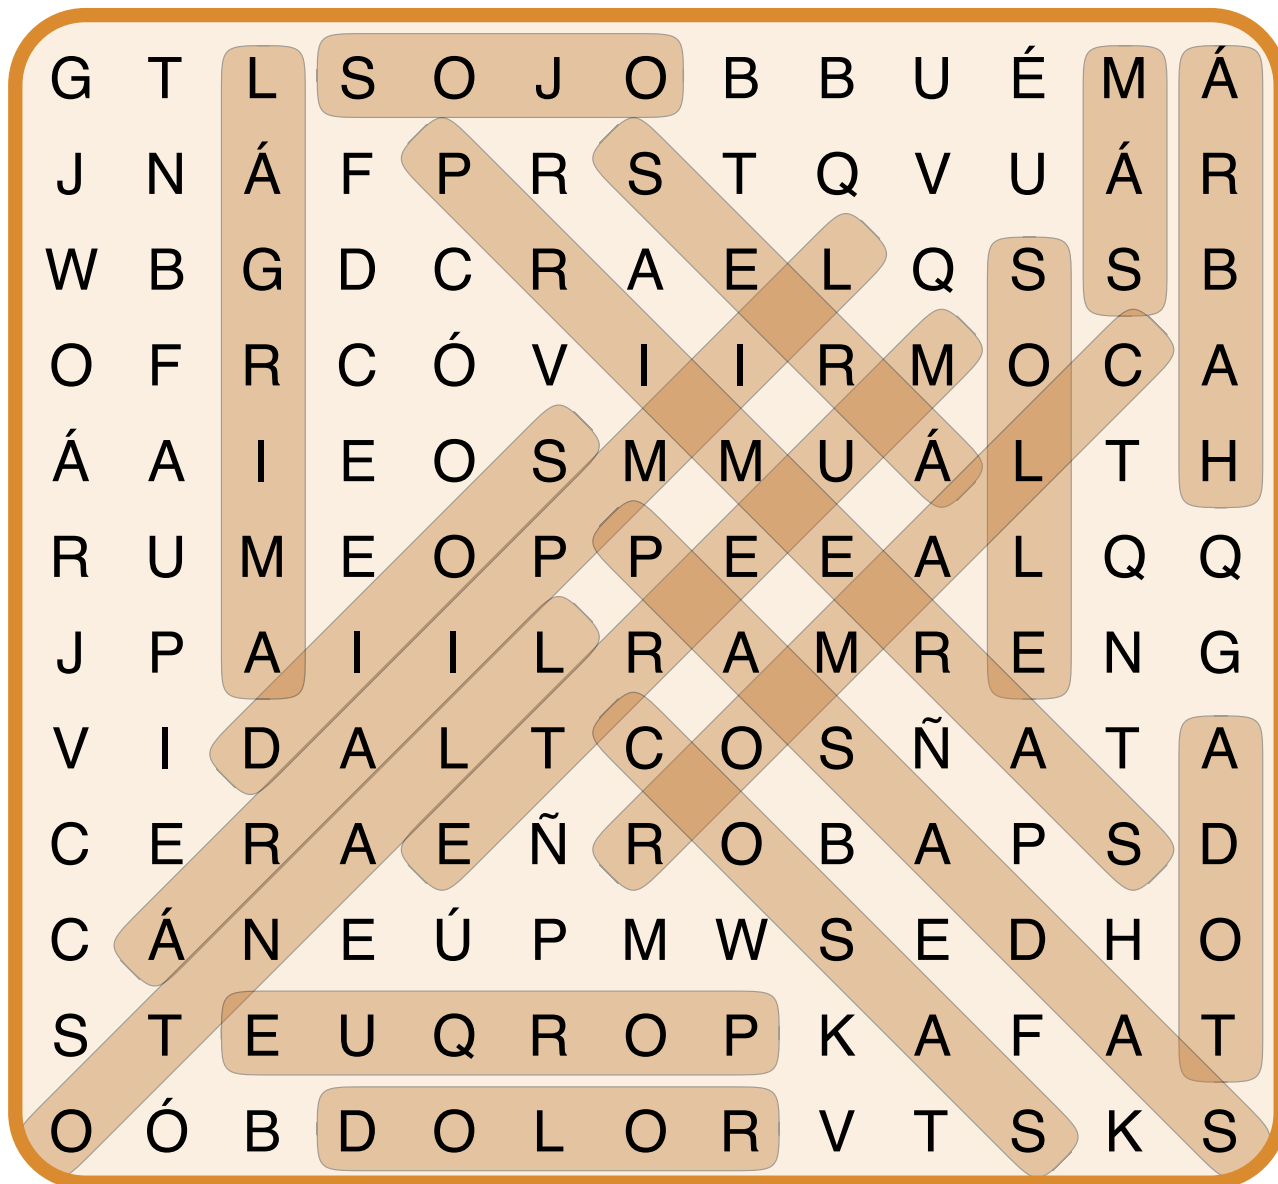 G T L S O J O B B U É M Á
J N Á F P R S T Q V U Á R
W B G D C R A E L Q S S B
O F R C Ó V I I R M O C A
Á A I E O S M M U Á L T H
R U M E O P P E E A L Q Q
J P A I I L R A M R E N G
V I D A L T C O S Ñ A T A
C E R A E Ñ R O B A P S D
C Á N E Ú P M W S E D H O
S T E U Q R O P K A F A T
O Ó B D O L O R V T S K S